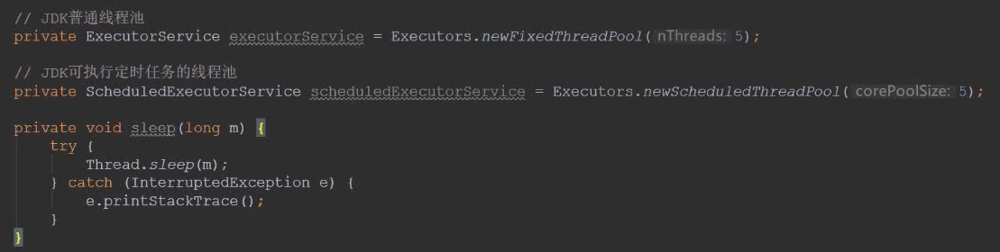 // JDK普通线程池
private ExecutorService executorService = Executors.newFixedThreadPool( nThreads: 5);
// JDK可执行定时任务的线程池
private ScheduledExecutorService scheduledExecutorService = Executors.newScheduledThreadPool( corePoolSize: 5);
private void sleep(long m) {
try {
Thread.sleep(m);
} catch (InterruptedException e) {
e.printStackTrace();
}
}